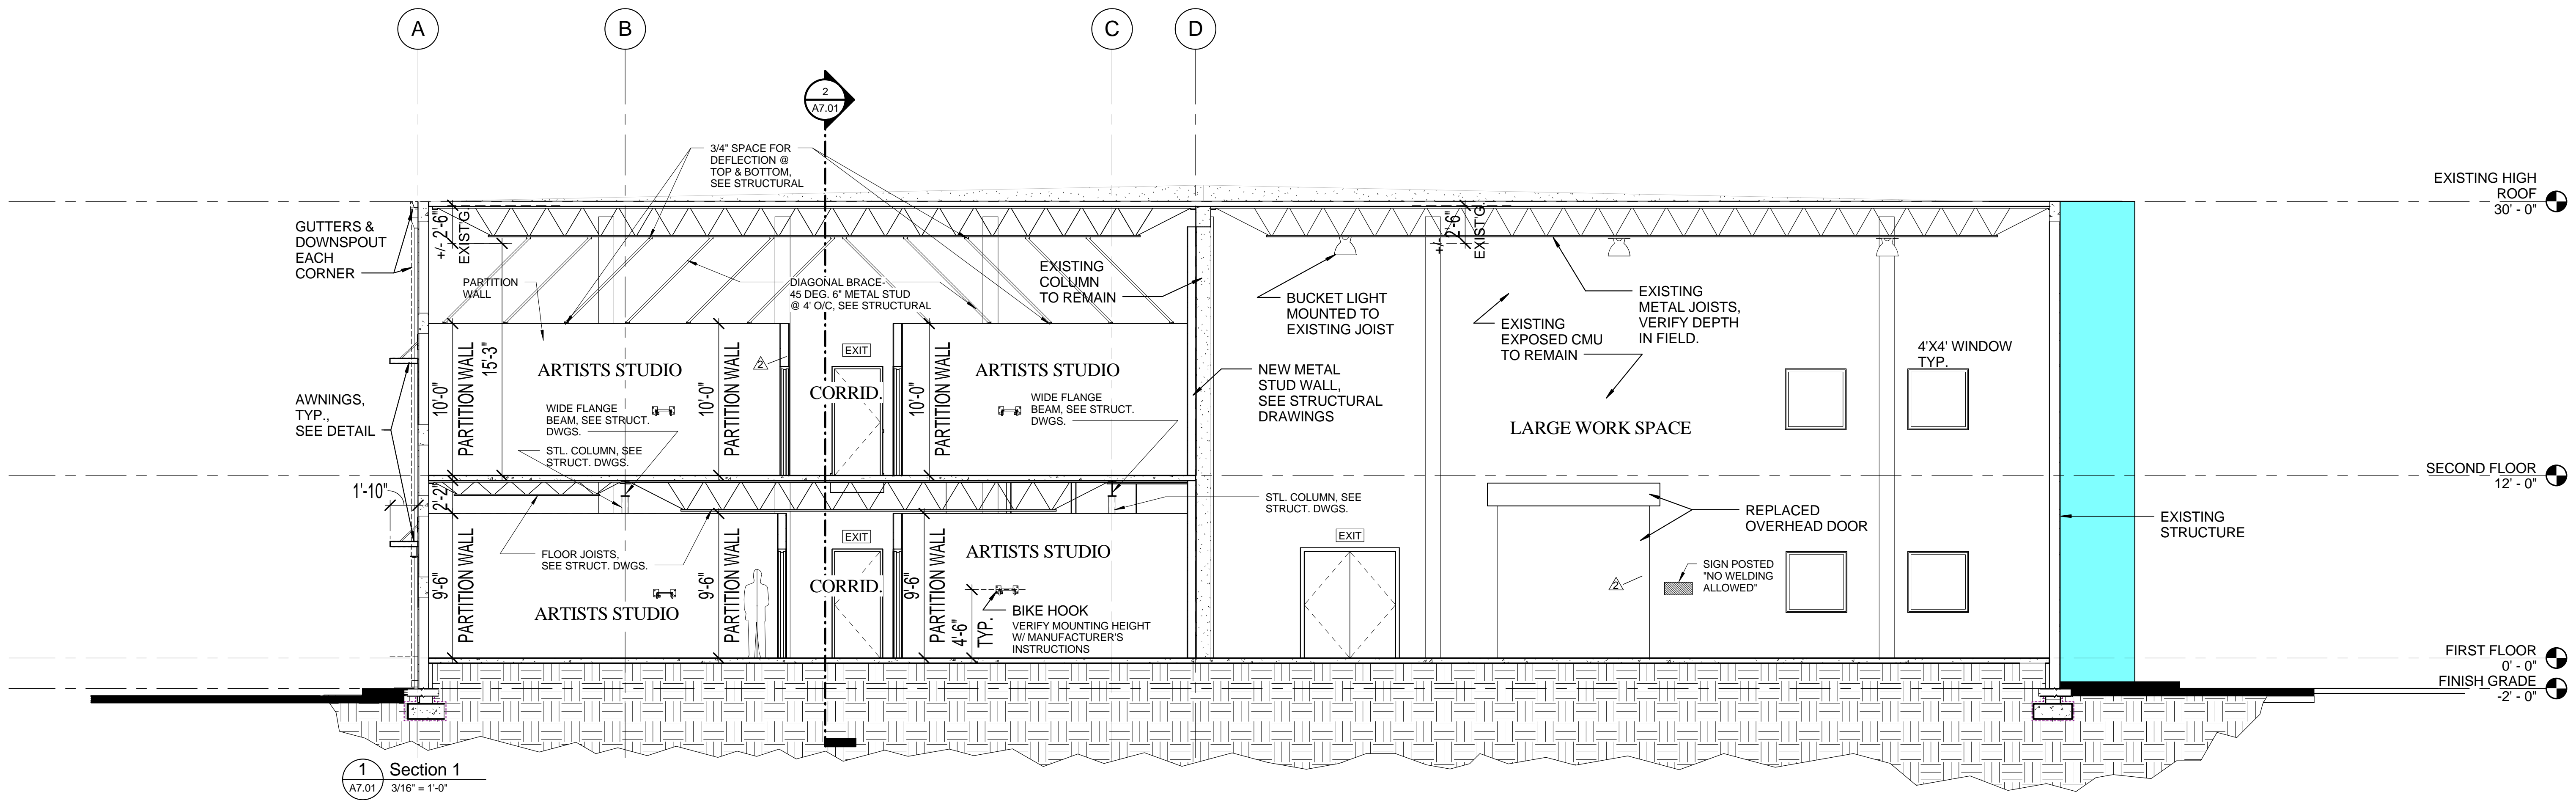 A
B
C
D
2
A7.01
3/4" SPACE FOR
DEFLECTION @
TOP & BOTTOM,
SEE STRUCTURAL
EXISTING HIGH
ROOF
30' - 0"
GUTTERS &
DOWNSPOUT
EACH
CORNER
+/- 2'-6"
EXIST'G.
+/- 2'-6"
EXIST'G.
PARTITION
WALL
DIAGONAL BRACE-
45 DEG. 6" METAL STUD
@ 4' O/C, SEE STRUCTURAL
EXISTING
COLUMN
TO REMAIN
BUCKET LIGHT
MOUNTED TO
EXISTING JOIST
EXISTING
EXPOSED CMU
TO REMAIN
EXISTING
METAL JOISTS,
VERIFY DEPTH
IN FIELD.
4'X4' WINDOW
TYP.
AWNINGS,
TYP.,
SEE DETAIL
10'-0"
PARTITION WALL
15'-3"
ARTISTS STUDIO
WIDE FLANGE
BEAM, SEE STRUCT.
DWGS.
STL. COLUMN, SEE
STRUCT. DWGS.
10'-0"
PARTITION WALL
2
EXIT
CORRID.
10'-0"
PARTITION WALL
ARTISTS STUDIO
WIDE FLANGE
BEAM, SEE STRUCT.
DWGS.
NEW METAL
STUD WALL,
SEE STRUCTURAL
DRAWINGS
LARGE WORK SPACE
SECOND FLOOR
12' - 0"
1'-10"
2'-2"
STL. COLUMN, SEE
STRUCT. DWGS.
REPLACED
OVERHEAD DOOR
EXISTING
STRUCTURE
9'-6"
PARTITION WALL
FLOOR JOISTS,
SEE STRUCT. DWGS.
ARTISTS STUDIO
9'-6"
PARTITION WALL
EXIT
CORRID.
9'-6"
PARTITION WALL
ARTISTS STUDIO
4'-6"
TYP.
BIKE HOOK
VERIFY MOUNTING HEIGHT
W/ MANUFACTURER'S
INSTRUCTIONS
EXIT
2
SIGN POSTED
"NO WELDING
ALLOWED"
FIRST FLOOR
0' - 0"
FINISH GRADE
-2' - 0"
1
A7.01
Section 1
3/16" = 1'-0"